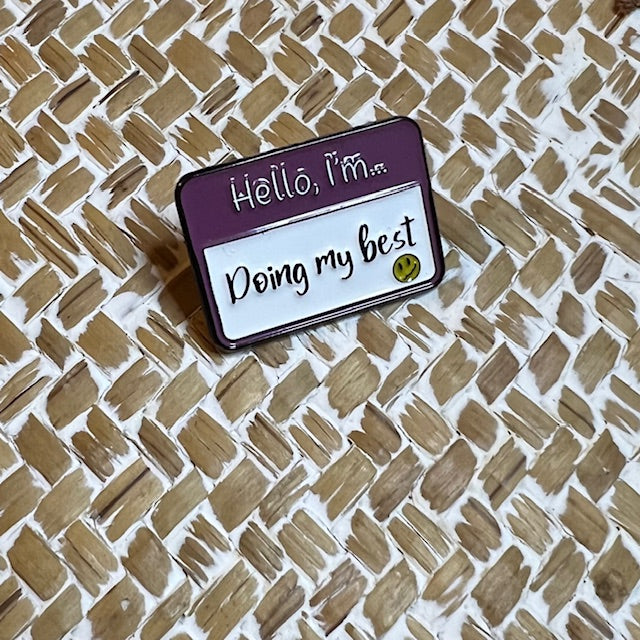 Hello, I'm...
Doing my best